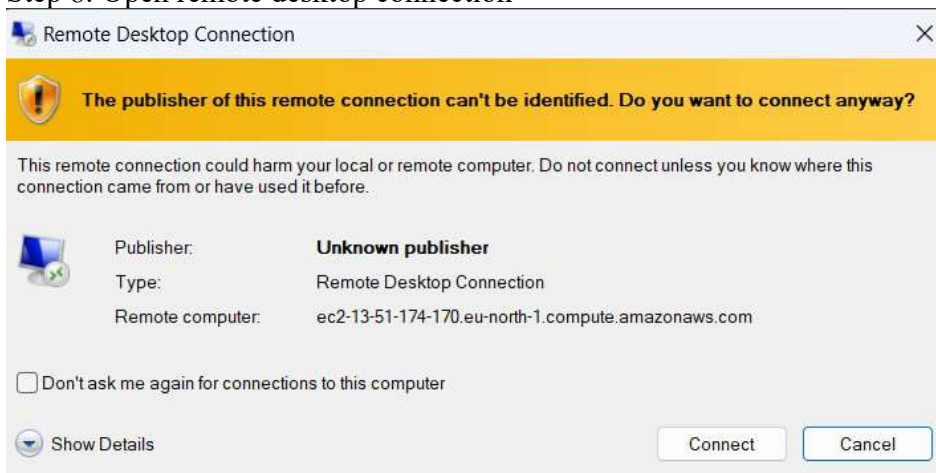 Step 8: Open remote desktop connection
Remote Desktop Connection
The publisher of this remote connection can't be identified. Do you want to connect anyway?
This remote connection could harm your local or remote computer. Do not connect unless you know where this
connection came from or have used it before.
Publisher: Unknown publisher
Type: Remote Desktop Connection
Remote computer: ec2-13-51-174-170.eu-north-1.compute.amazonaws.com
Don't ask me again for connections to this computer
Show Details
Connect Cancel